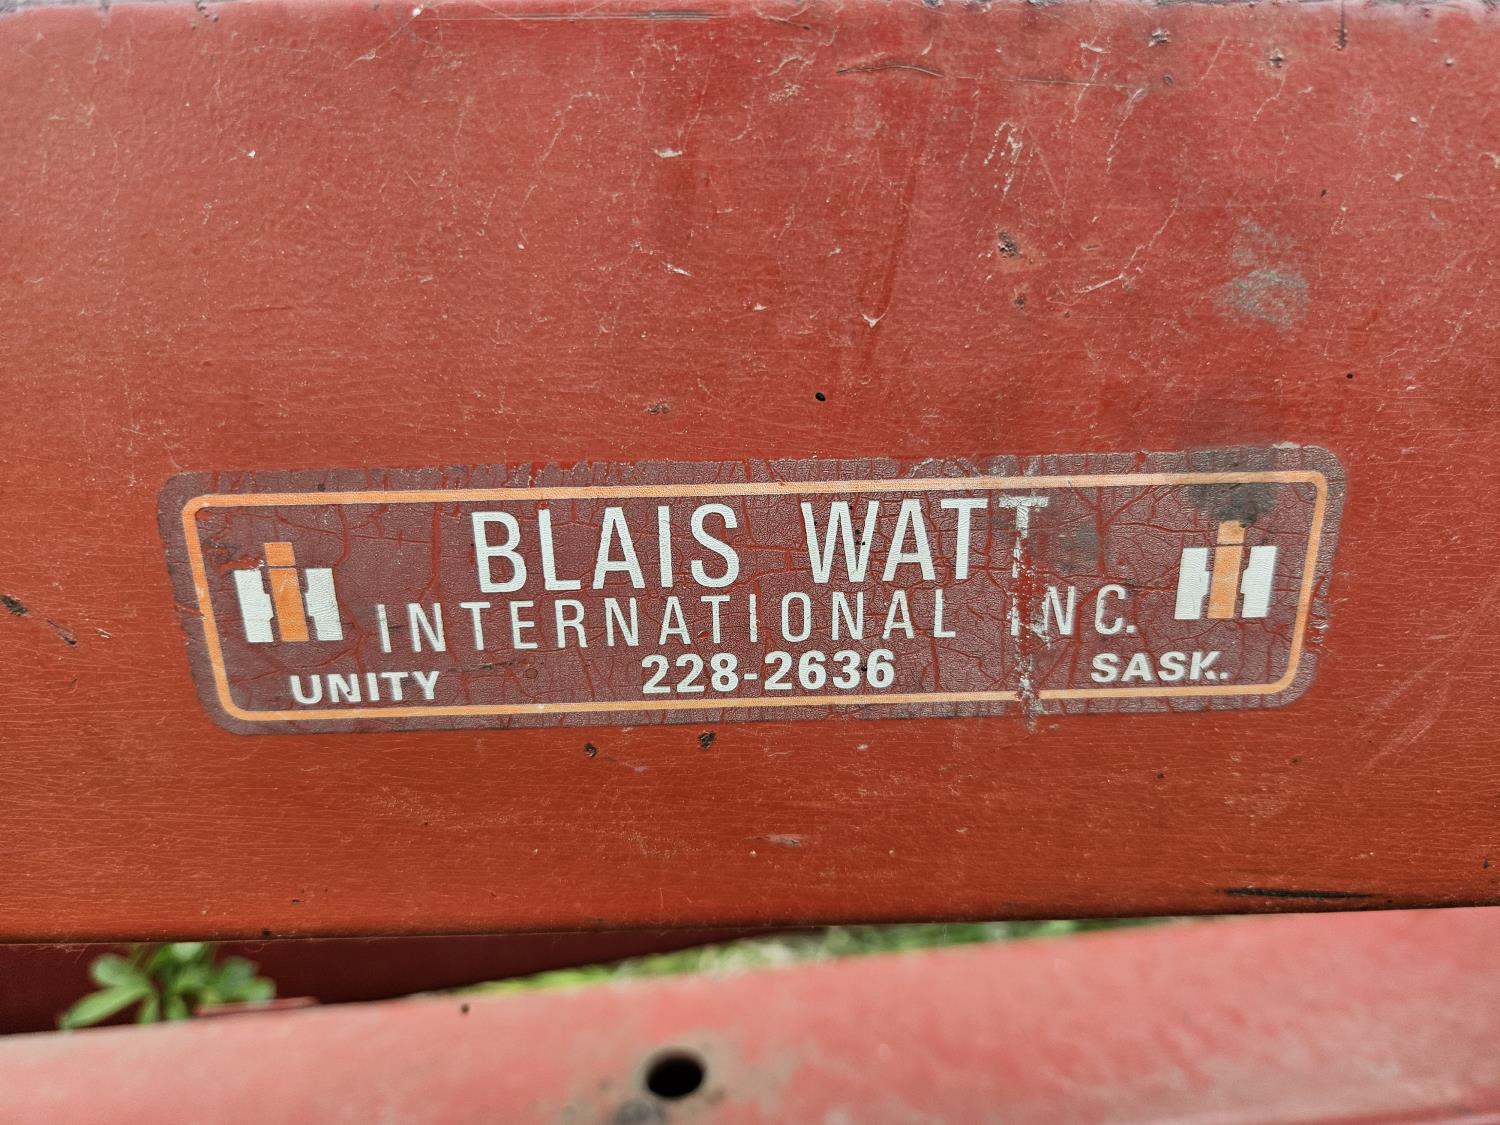 BLAIS WATT
INTERNATIONAL INC.
UNITY 228-2636 SASK.